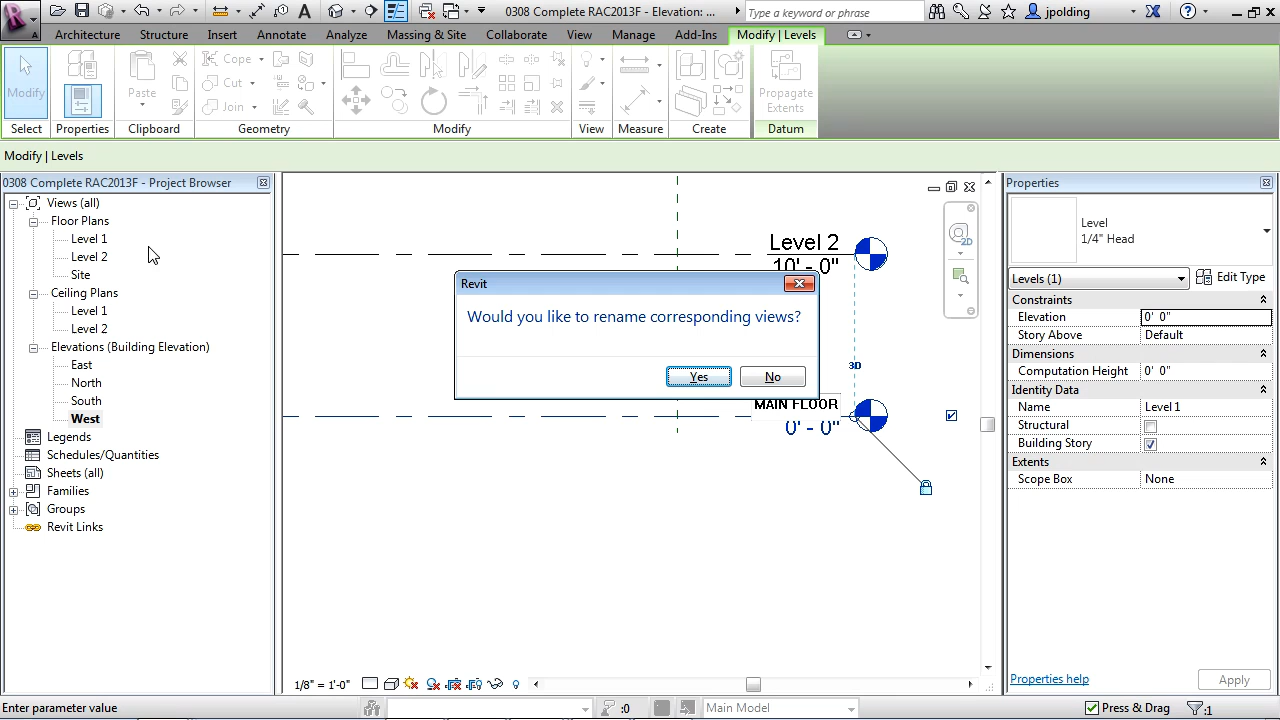 0308 Complete RAC2013F - Elevation: ...
Type a keyword or phrase
jpolding
Architecture
Structure
Insert
Annotate
Analyze
Massing & Site
Collaborate
View
Manage
Add-Ins
Modify | Levels
Modify
Paste
Cope
Cut
Join
Propagate
Extents
Select
Properties
Clipboard
Geometry
Modify
View
Measure
Create
Datum
Modify | Levels
0308 Complete RAC2013F - Project Browser
Views (all)
Floor Plans
Level 1
Level 2
Site
Ceiling Plans
Level 1
Level 2
Elevations (Building Elevation)
East
North
South
West
Legends
Schedules/Quantities
Sheets (all)
Families
Groups
Revit Links
Level 2
10' - 0"
2D
Revit
Would you like to rename corresponding views?
Yes
No
3D
MAIN FLOOR
0' - 0"
1/8" = 1'-0"
Properties
Level
1/4" Head
Levels (1)
Edit Type
Constraints
Elevation
0' 0"
Story Above
Default
Dimensions
Computation Height
0' 0"
Identity Data
Name
Level 1
Structural
Building Story
Extents
Scope Box
None
Properties help
Apply
Enter parameter value
:0
Main Model
Press & Drag
:1